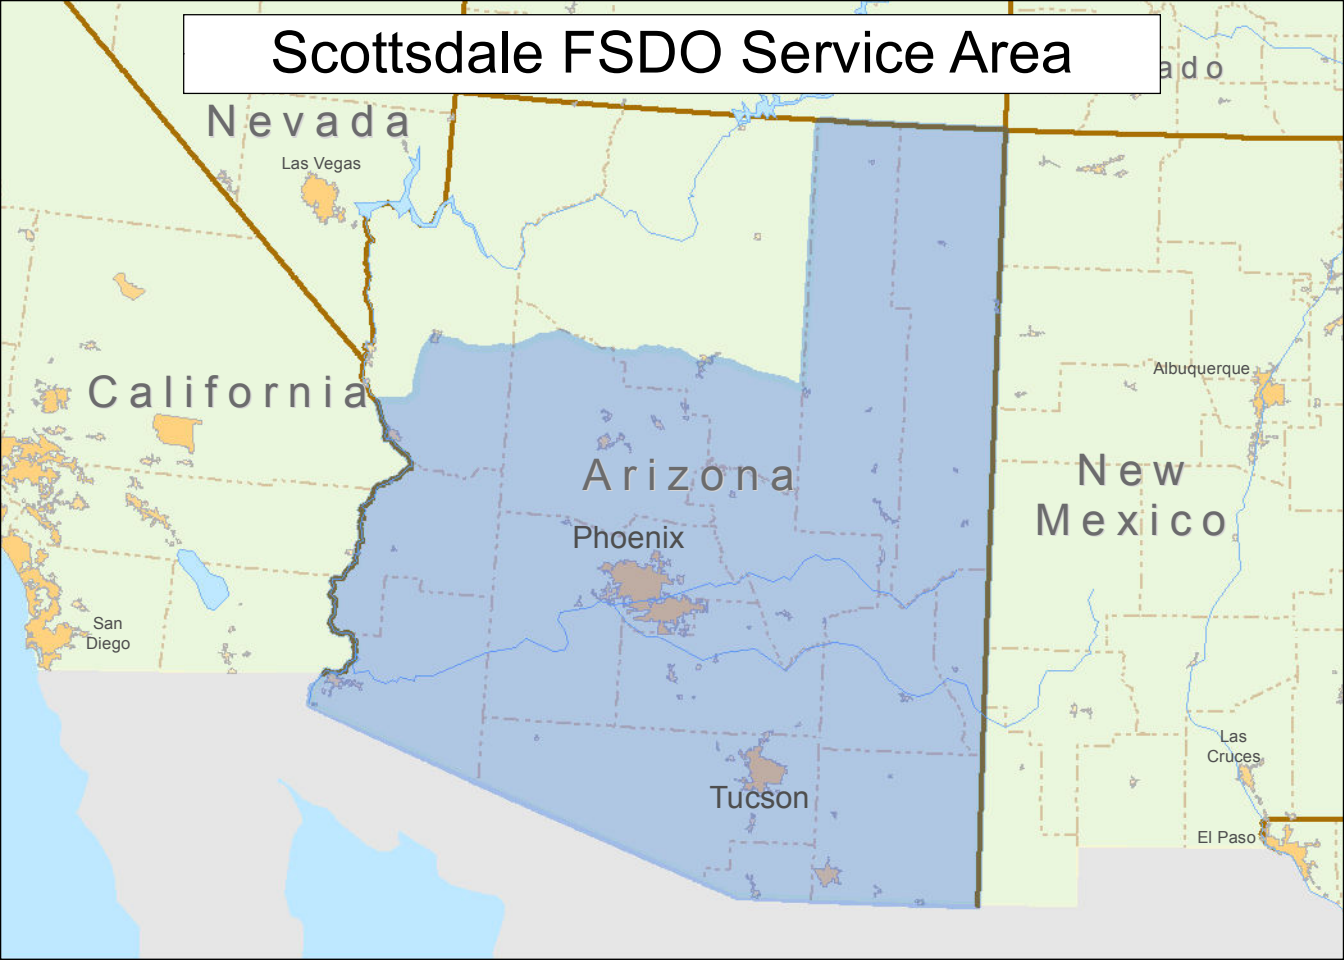 Scottsdale FSDO Service Area
ado
Nevada
Las Vegas
California
Albuquerque
Arizona
New
Mexico
Phoenix
San
Diego
Las
Cruces
Tucson
El Paso